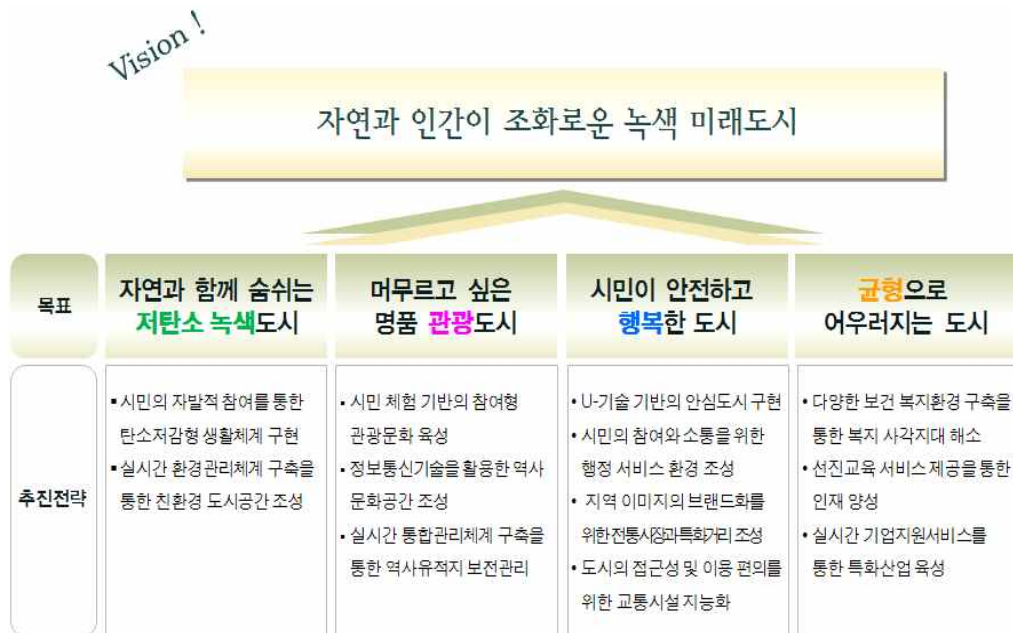 Vision !
자연과 인간이 조화로운 녹색 미래도시
목표
자연과 함께 숨쉬는
저탄소 녹색도시
머무르고 싶은
명품 관광도시
시민이 안전하고
행복한 도시
균형으로
어우러지는 도시
추진전략
▪ 시민의 자발적 참여를 통한
탄소저감형 생활체계 구현
▪ 실시간 환경관리체계 구축을
통한 친환경 도시공간 조성
▪ 시민 체험 기반의 참여형
관광문화 육성
▪ 정보통신기술을 활용한 역사
문화공간 조성
▪ 실시간 통합관리체계 구축을
통한 역사유적지 보전관리
• U-기술 기반의 안심도시 구현
• 시민의 참여와 소통을 위한
행정 서비스 환경 조성
• 지역 이미지의 브랜드화를
위한 전통시장과 특화거리 조성
• 도시의 접근성 및 이용 편의를
위한 교통시설 지능화
• 다양한 보건 복지환경 구축을
통한 복지 사각지대 해소
• 선진교육 서비스 제공을 통한
인재 양성
• 실시간 기업지원서비스를
통한 특화산업 육성